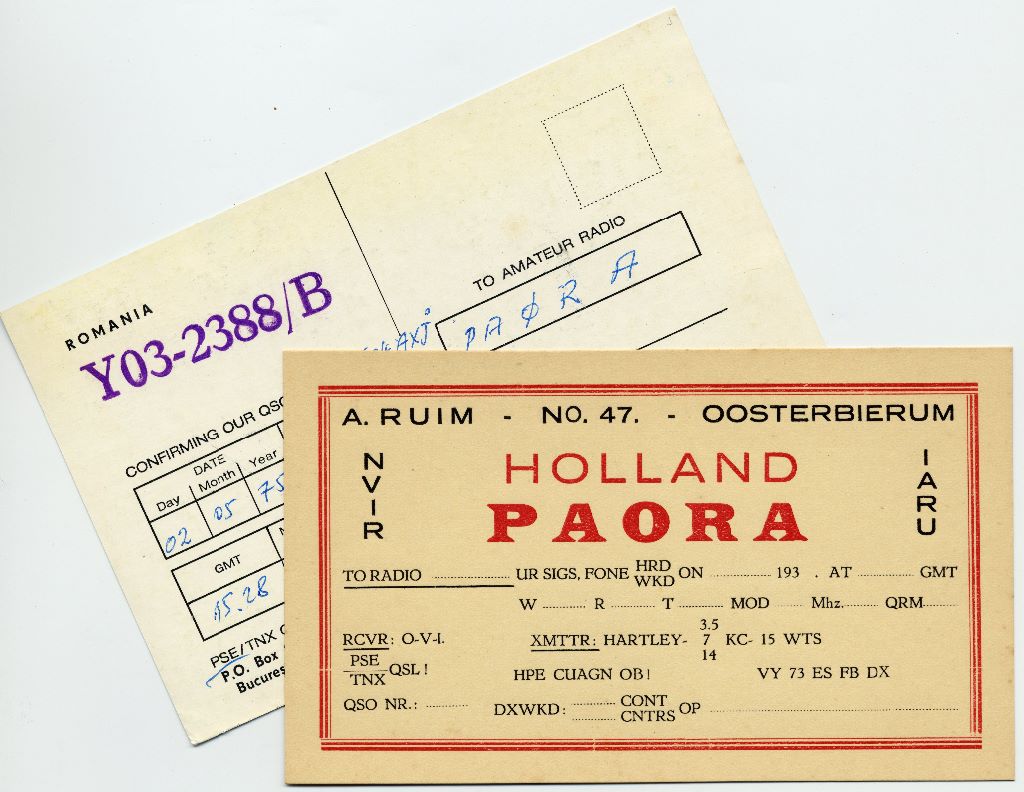 ROMANIA
Y03-2388/B
TO AMATEUR RADIO
PAØRA
CONFIRMING OUR QSO
DATE
Day Month Year
02 05 75
GMT
15.28
PSE/TNX
P.O. Box
A. RUIM - NO. 47. - OOSTERBIERUM
NVIR
HOLLAND
IARU
PAORA
TO RADIO ............ UR SIGS, FONE HRD WKD ON ............ 193 . AT ............ GMT
W ............ R ............ T ............ MOD ............ Mhz. ............ QRM ............
RCVR: O-V-I. XMTTR: HARTLEY- 3.5 7 14 KC- 15 WTS
PSE TNX QSL! HPE CUAGN OB! VY 73 ES FB DX
QSO NR.: ............ DXWKD: ............ CONT ............ CNTRS OP ............